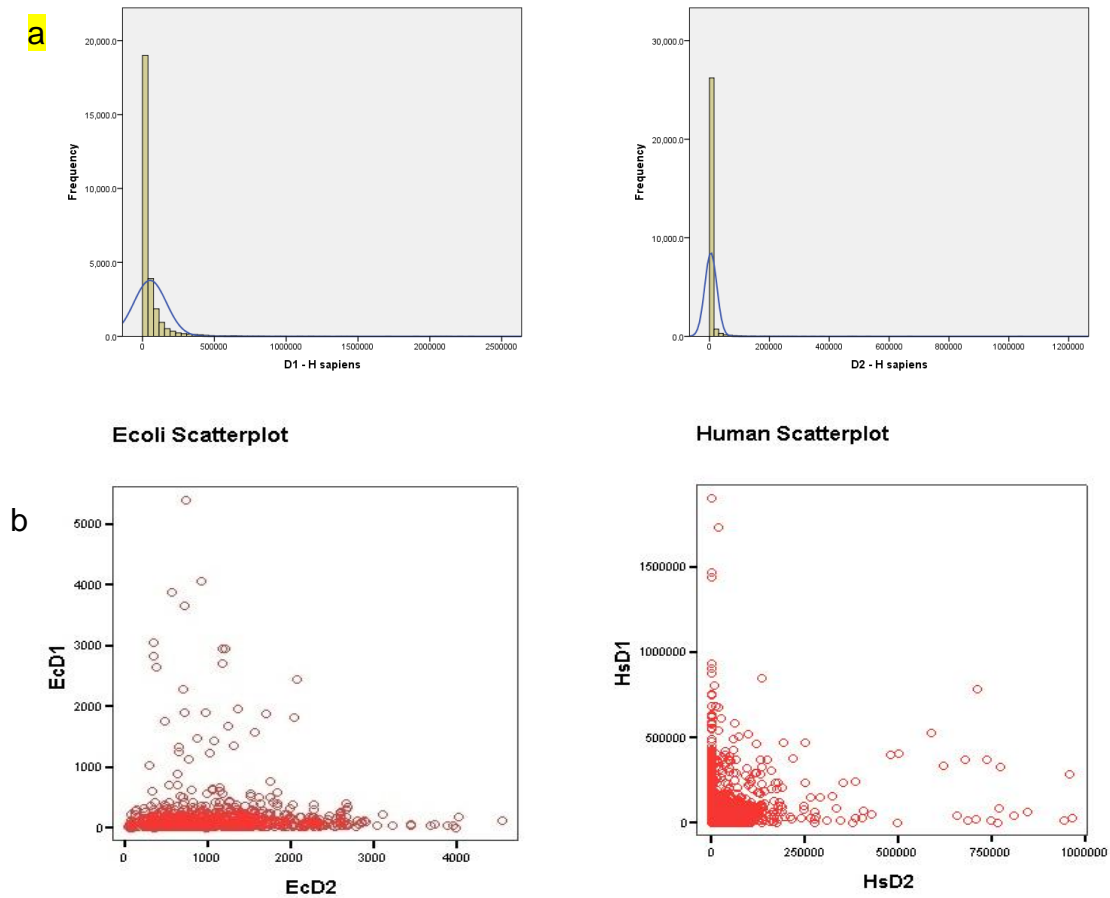 a
20,000.0
15,000.0
10,000.0
5,000.0
0.0
Frequency
0 500000 1000000 1500000 2000000 2500000
D1 - H sapiens
30,000.0
20,000.0
10,000.0
0.0
Frequency
0 200000 400000 600000 800000 1000000 1200000
D2 - H sapiens
b
Ecoli Scatterplot
5000
4000
3000
2000
1000
0
EcD1
0 1000 2000 3000 4000
EcD2
Human Scatterplot
1500000
1000000
500000
0
HsD1
0 250000 500000 750000 1000000
HsD2